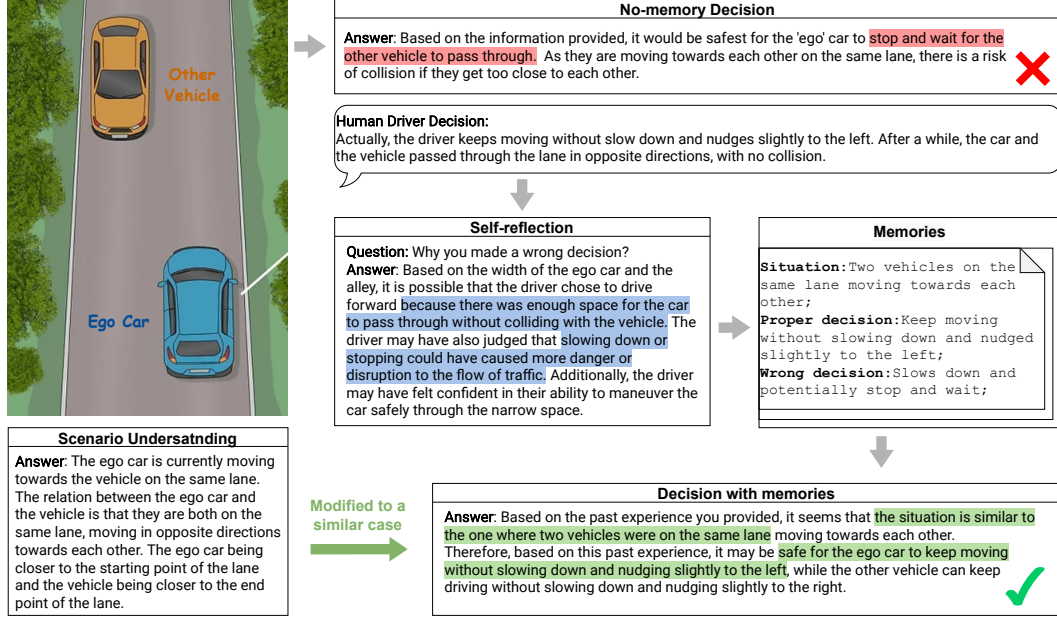 Other
Vehicle
Ego Car
No-memory Decision
Answer: Based on the information provided, it would be safest for the 'ego' car to stop and wait for the
other vehicle to pass through. As they are moving towards each other on the same lane, there is a risk
of collision if they get too close to each other.
Human Driver Decision:
Actually, the driver keeps moving without slow down and nudges slightly to the left. After a while, the car and
the vehicle passed through the lane in opposite directions, with no collision.
Self-reflection
Question: Why you made a wrong decision?
Answer: Based on the width of the ego car and the
alley, it is possible that the driver chose to drive
forward because there was enough space for the car
to pass through without colliding with the vehicle. The
driver may have also judged that slowing down or
stopping could have caused more danger or
disruption to the flow of traffic. Additionally, the driver
may have felt confident in their ability to maneuver the
car safely through the narrow space.
Memories
Situation:Two vehicles on the
same lane moving towards each
other;
Proper decision:Keep moving
without slowing down and nudged
slightly to the left;
Wrong decision:Slows down and
potentially stop and wait;
Scenario Undersatnding
Answer: The ego car is currently moving
towards the vehicle on the same lane.
The relation between the ego car and
the vehicle is that they are both on the
same lane, moving in opposite directions
towards each other. The ego car being
closer to the starting point of the lane
and the vehicle being closer to the end
point of the lane.
Modified to a
similar case
Decision with memories
Answer: Based on the past experience you provided, it seems that the situation is similar to
the one where two vehicles were on the same lane moving towards each other.
Therefore, based on this past experience, it may be safe for the ego car to keep moving
without slowing down and nudging slightly to the left, while the other vehicle can keep
driving without slowing down and nudging slightly to the right.